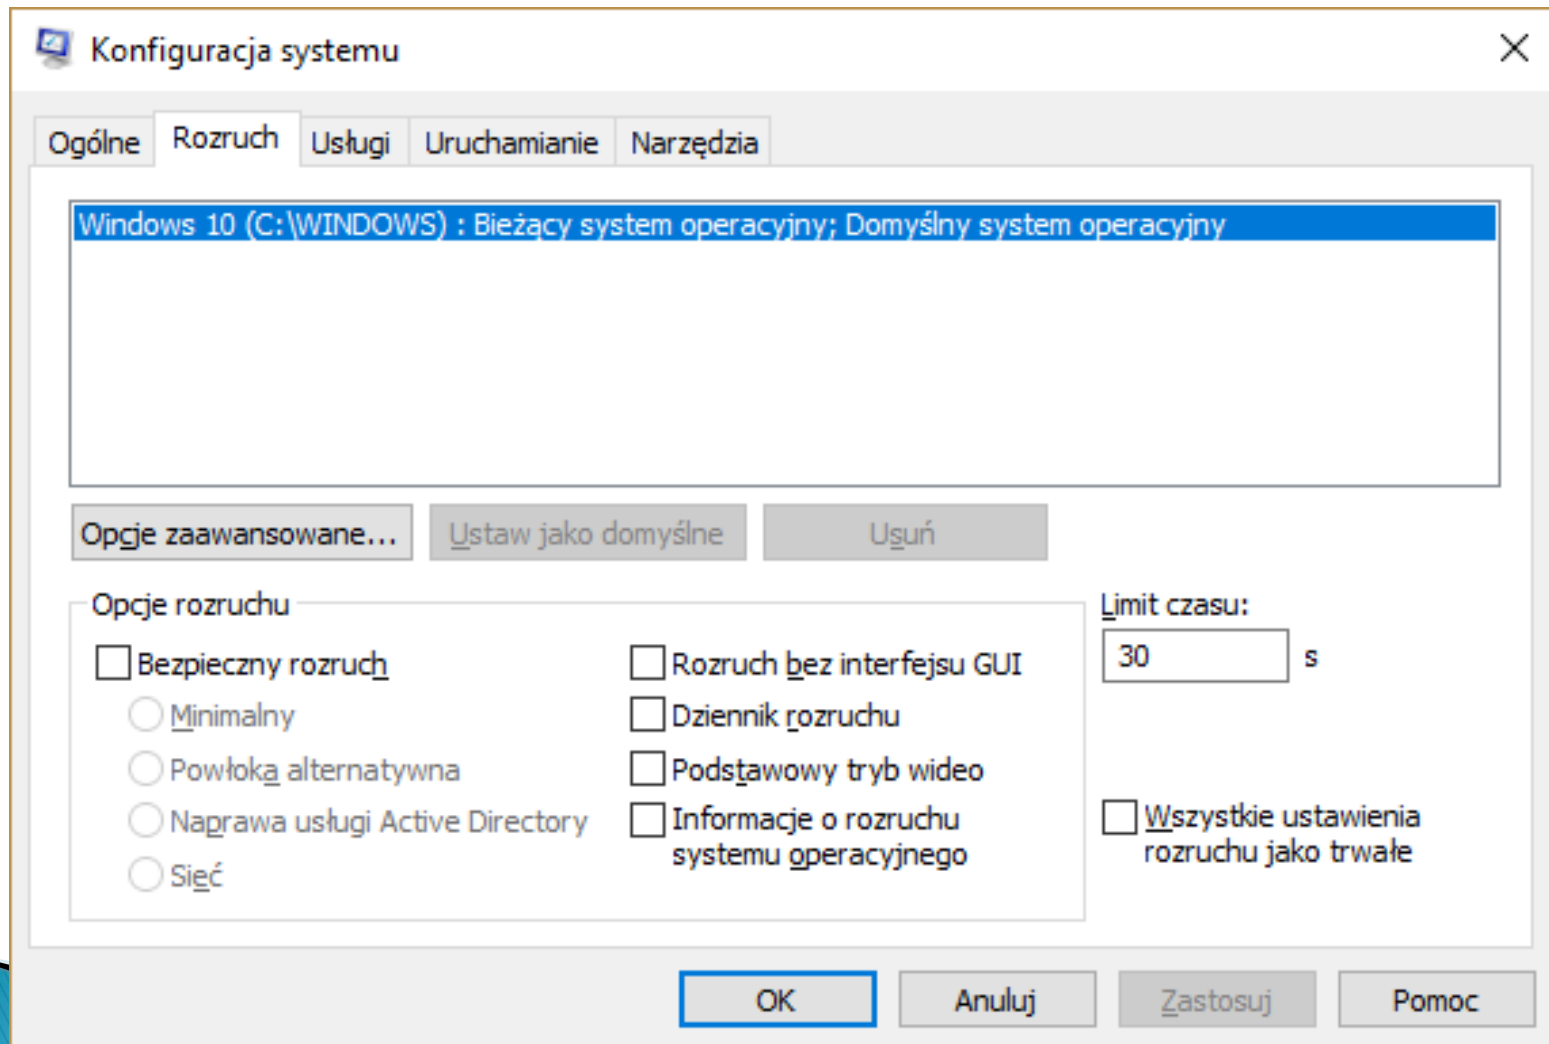 Konfiguracja systemu
Ogólne Rozruch Usługi Uruchamianie Narzędzia
Windows 10 (C:\WINDOWS) : Bieżący system operacyjny; Domyślny system operacyjny
Opcje zaawansowane... Ustaw jako domyślne Usuń
Opcje rozruchu
Limit czasu:
Bezpieczny rozruch
Rozruch bez interfejsu GUI
30 s
Minimalny
Dziennik rozruchu
Powłoka alternatywna
Podstawowy tryb wideo
Naprawa usługi Active Directory
Informacje o rozruchu
systemu operacyjnego
Wszystkie ustawienia
rozruchu jako trwałe
Sieć
OK Anuluj Zastosuj Pomoc